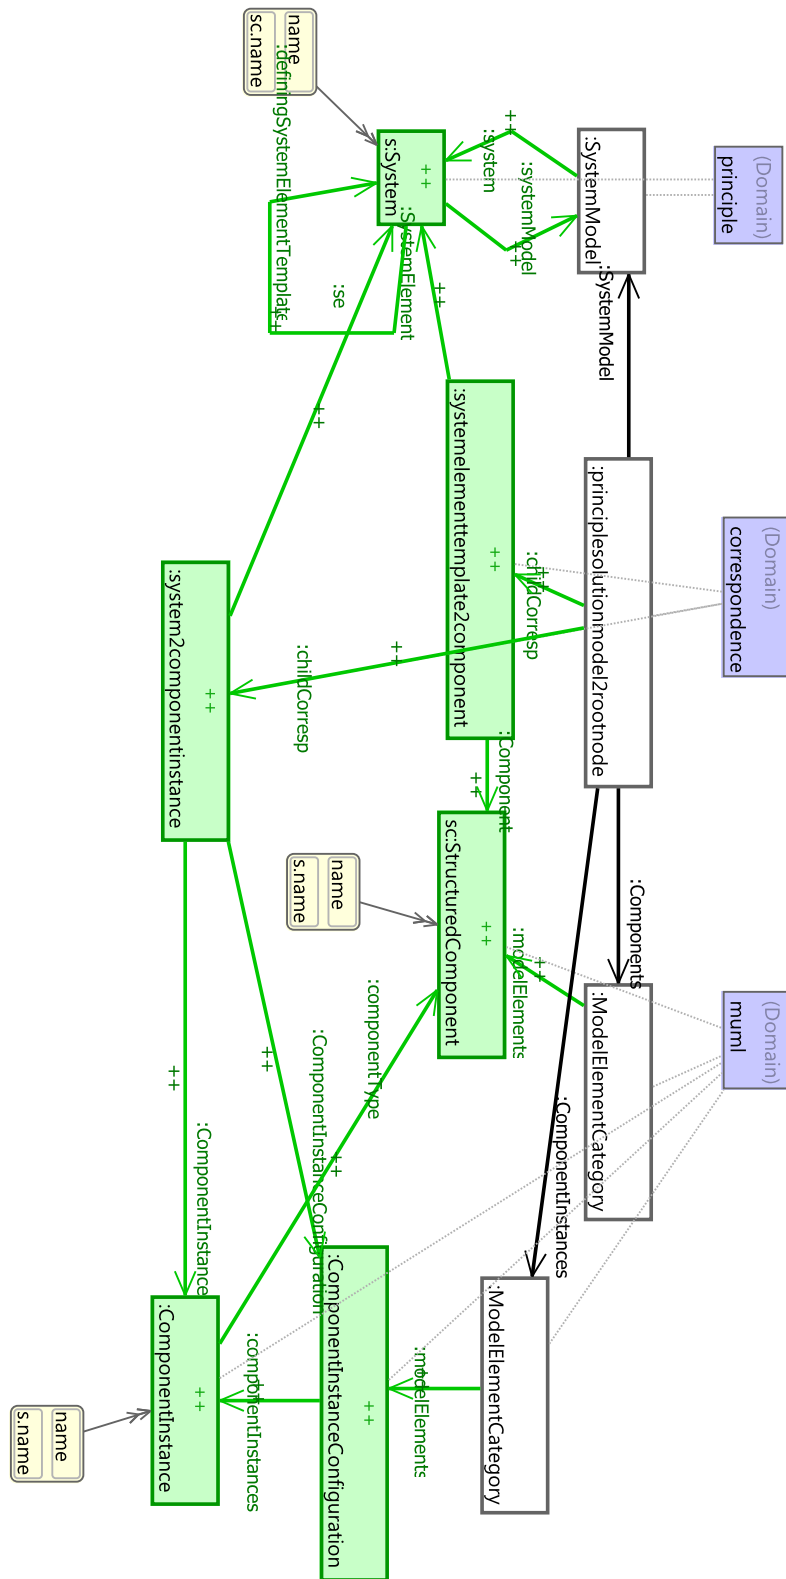 (Domain)
principle
(Domain)
correspondence
(Domain)
muml
:SystemModel
:SystemModel
:principlesolutionmodel2rootnode
:Components
:ModelElementCategory
:ComponentInstances
:ModelElementCategory
++
:system
:systemModel
++
++
s:System
name
sc.name
:definingSystemElementTemplate
++
:SystemElement
++
:se
++
++
:systemelementtemplate2component
++
:childCorresp
++
:childCorresp
:Component
++
++
sc:StructuredComponent
name
s.name
++
:modelElements
++
:system2componentinstance
:componentType
++
:ComponentInstanceConfiguration
++
++
:ComponentInstance
++
:ComponentInstanceConfiguration
:modelElements
++
:componentInstances
++
++
:ComponentInstance
name
s.name